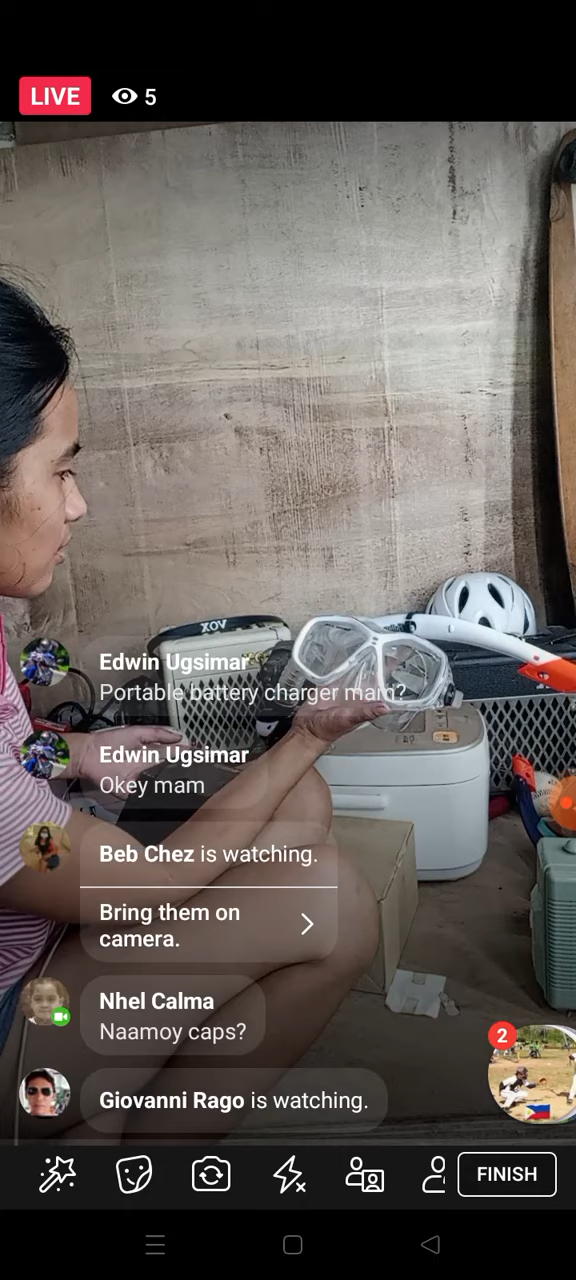 LIVE
5
XOV
Edwin Ugsimar
Portable battery charger mam?
Edwin Ugsimar
Okey mam
Beb Chez is watching.
Bring them on
camera.
Nhel Calma
Naamoy caps?
2
Giovanni Rago is watching.
FINISH